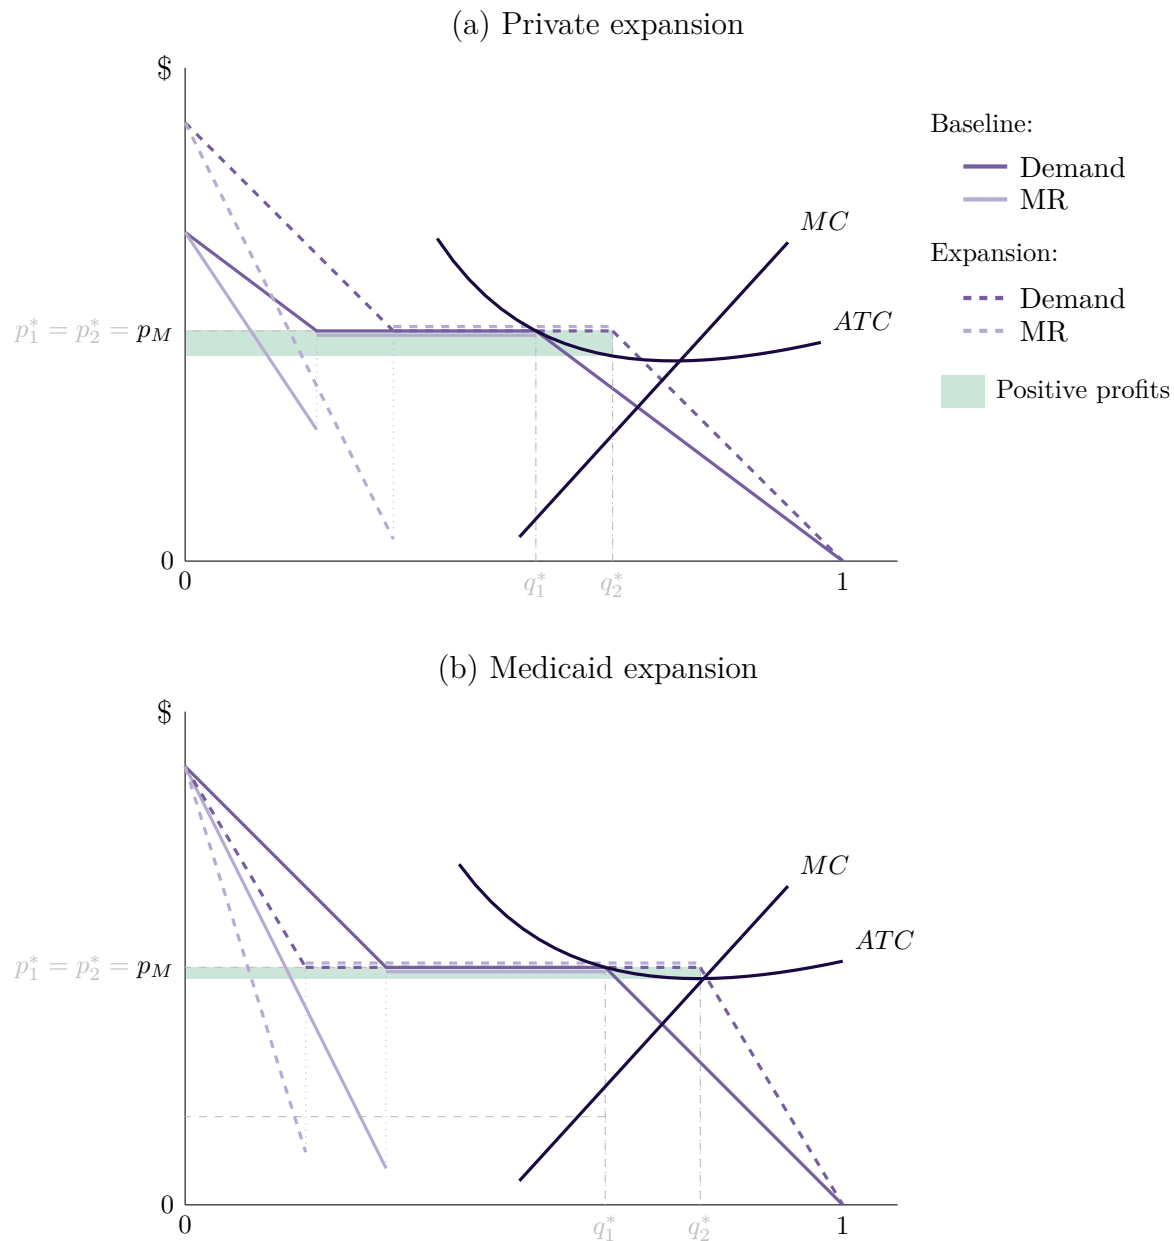 (a) Private expansion
$
Baseline:
Demand
MR
MC
Expansion:
Demand
MR
ATC
p₁* = p₂* = p_M
Positive profits
0
0 q₁* q₂* 1
(b) Medicaid expansion
$
MC
ATC
p₁* = p₂* = p_M
0
0 q₁* q₂* 1